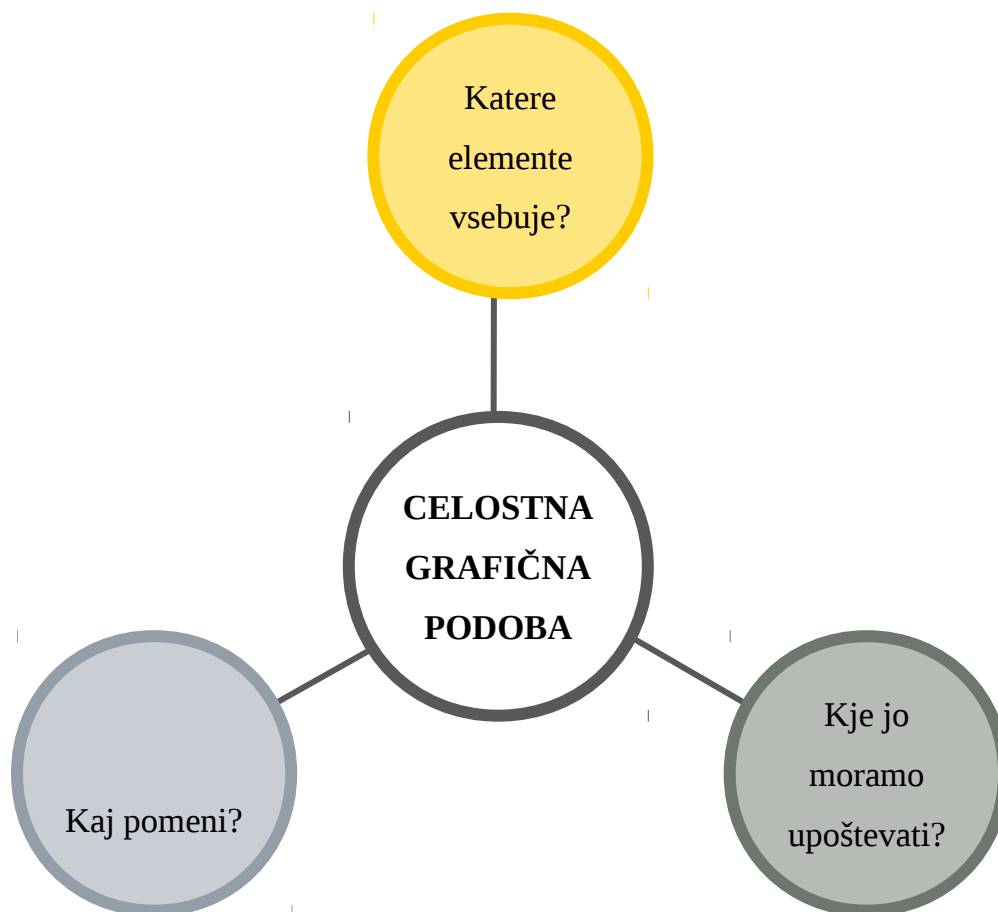 Katere
elemente
vsebuje?
CELOSTNA
GRAFIČNA
PODOBA
Kaj pomeni?
Kje jo
moramo
upoštevati?